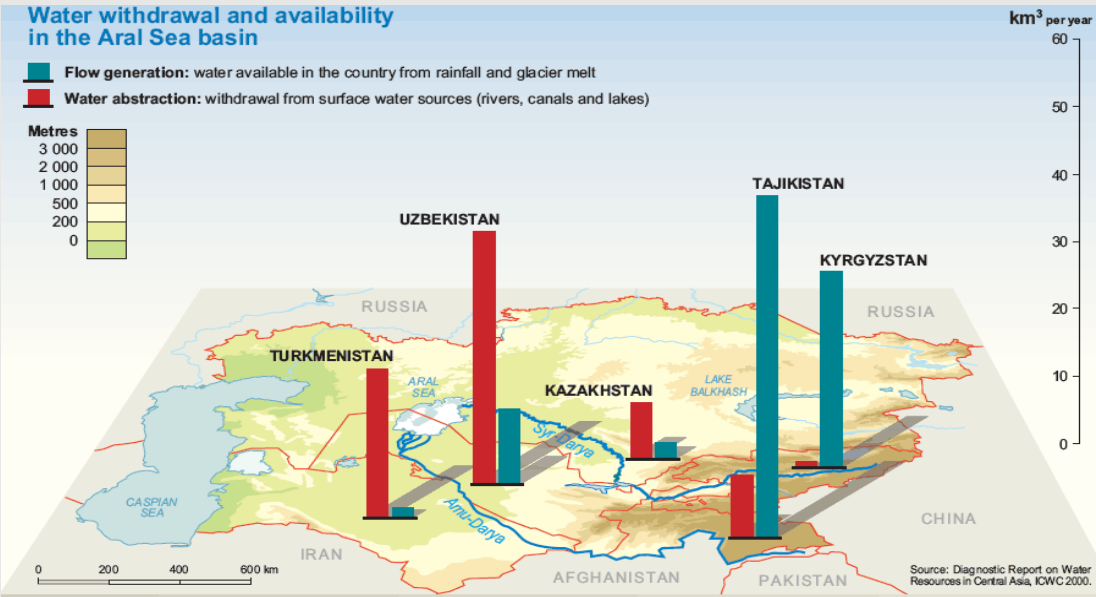 Water withdrawal and availability
in the Aral Sea basin
km³ per year
Flow generation: water available in the country from rainfall and glacier melt
Water abstraction: withdrawal from surface water sources (rivers, canals and lakes)
Metres
3 000
2 000
1 000
500
200
0
60
50
40
30
20
10
0
TAJIKISTAN
UZBEKISTAN
KYRGYZSTAN
RUSSIA
RUSSIA
TURKMENISTAN
ARAL
SEA
KAZAKHSTAN
LAKE
BALKHASH
Syr-Darya
CASPIAN
SEA
Amu-Darya
CHINA
IRAN
AFGHANISTAN
PAKISTAN
0 200 400 600 km
Source: Diagnostic Report on Water
Resources in Central Asia, ICWC 2000.